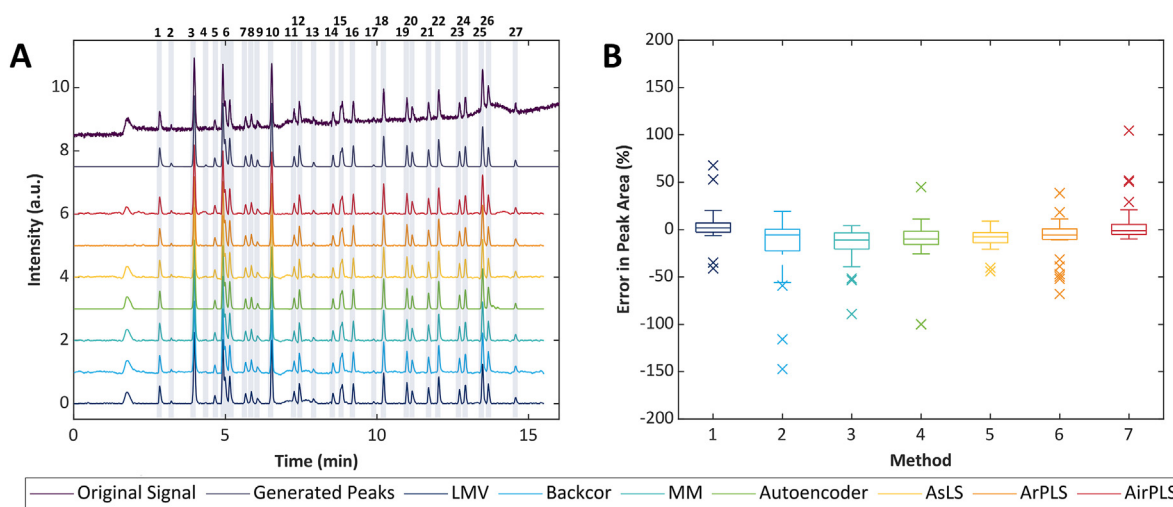 A
12 15 18 20 22 24 26
1 2 3 4 5 6 7 8 9 10 11 13 14 16 17 19 21 23 25 27
10
8
6
4
2
0
Intensity (a.u.)
0 5 10 15
Time (min)
B
200
150
100
50
0
-50
-100
-150
-200
Error in Peak Area (%)
1 2 3 4 5 6 7
Method
Original Signal Generated Peaks LMV Backcor MM Autoencoder AsLS ArPLS AirPLS